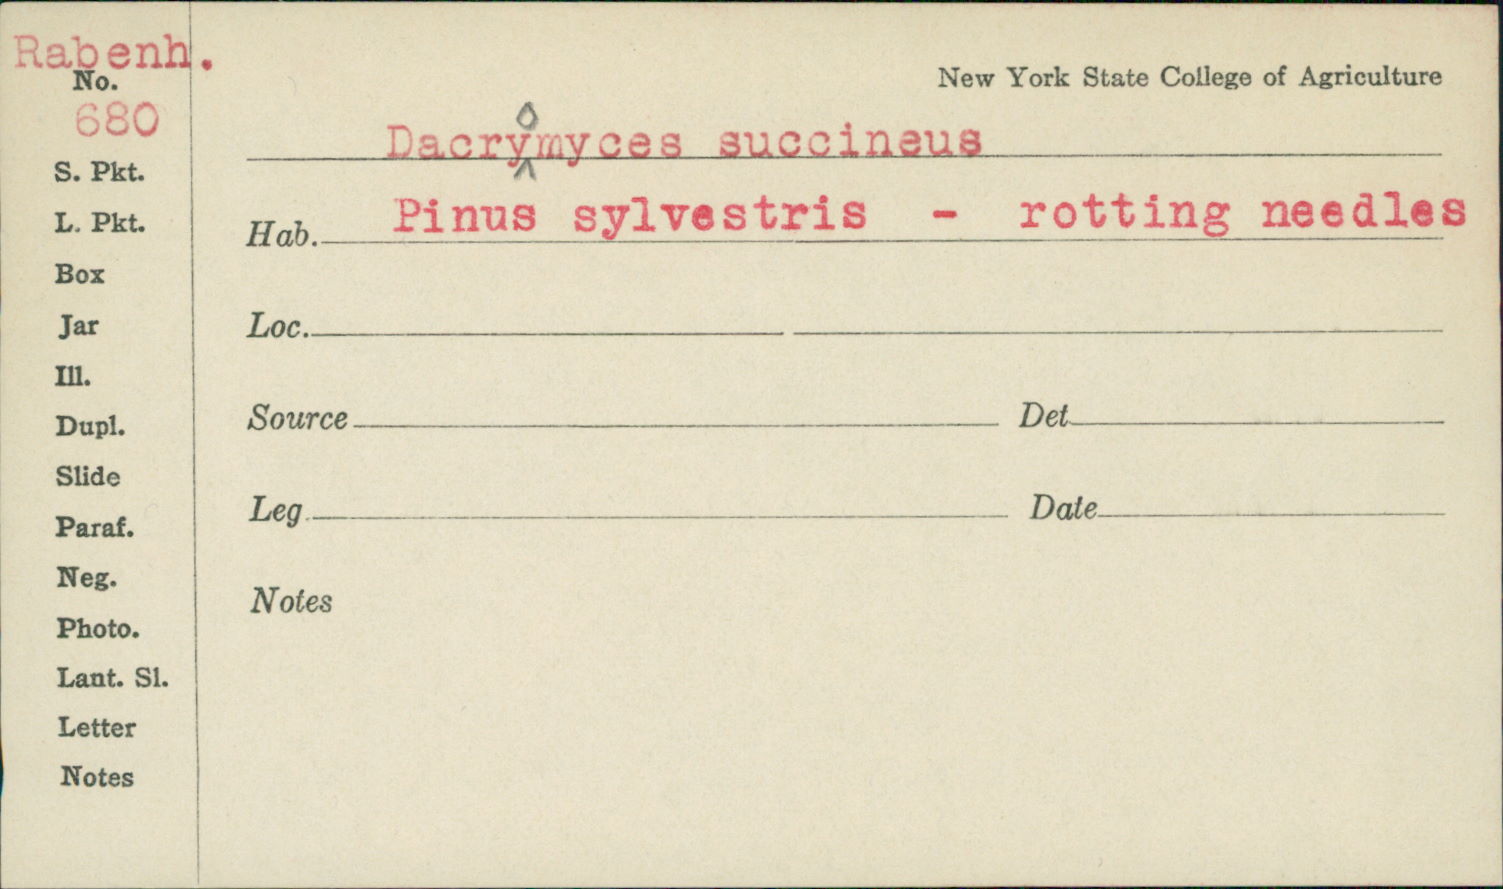 Rabenh.
No.
680
S. Pkt.
L. Pkt.
Box
Jar
Ill.
Dupl.
Slide
Paraf.
Neg.
Photo.
Lant. Sl.
Letter
Notes
New York State College of Agriculture
Dacryomyces succineus
Hab. Pinus sylvestris - rotting needles
Loc.
Source Det
Leg. Date
Notes